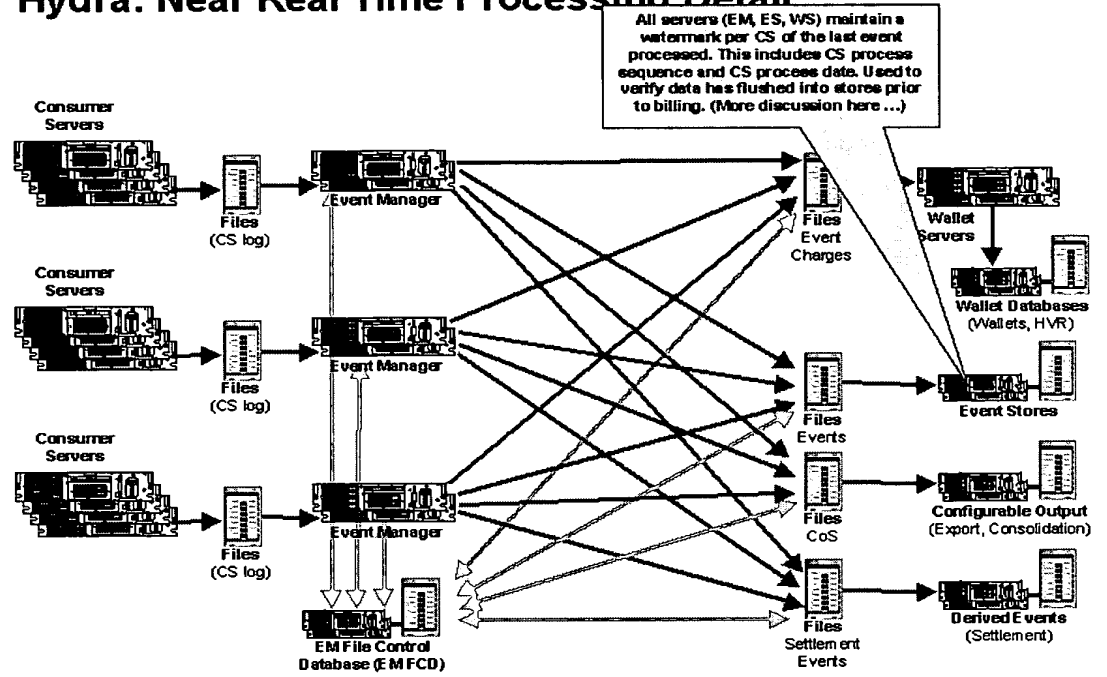 Hydra: Near Real Time Processing Detail
All servers (EM, ES, WS) maintain a
watermark per CS of the last event
processed. This includes CS process
sequence and CS process date. Used to
verify data has flushed into stores prior
to billing. (More discussion here ...)
Consumer
Servers
Files
(CS log)
Event Manager
Files
Event
Charges
Wallet
Servers
Wallet Databases
(Wallets, HVR)
Consumer
Servers
Files
(CS log)
Event Manager
Files
Events
Event Stores
Consumer
Servers
Files
(CS log)
Event Manager
Files
CoS
Configurable Output
(Export, Consolidation)
EM File Control
Database (EM FCD)
Files
Settlement
Events
Derived Events
(Settlement)